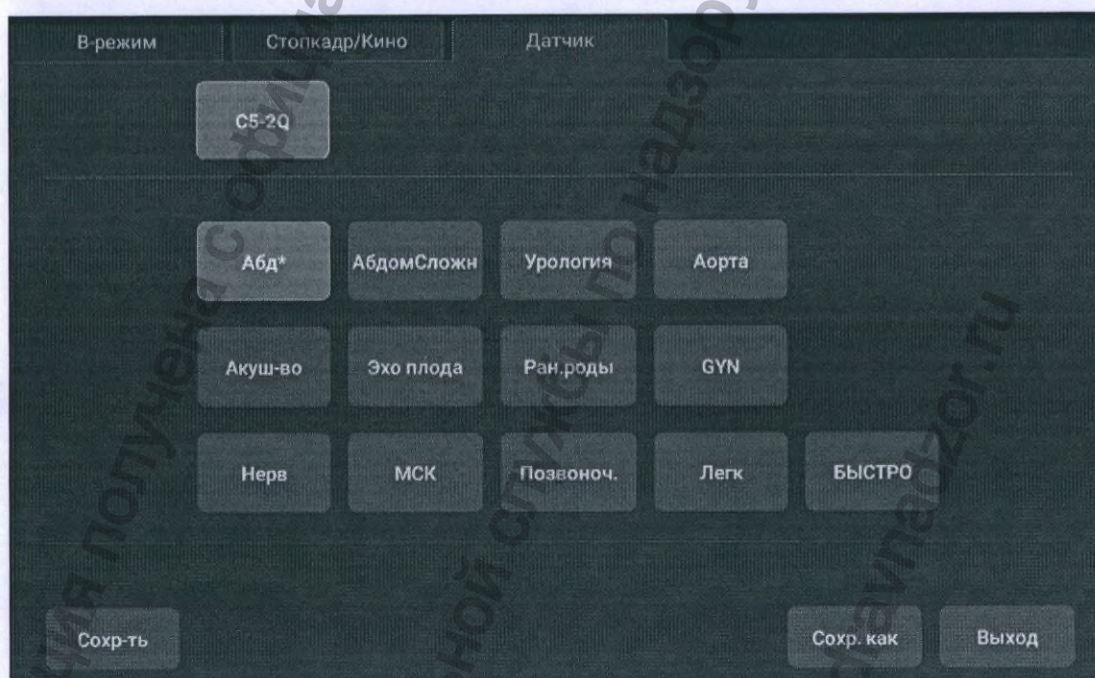 В-режим Стопкадр/Кино Датчик
C5-2Q
Абд* АбдомСложн Урология Аорта
Акуш-во Эхо плода Ран.роды GYN
Нерв МСК Позвоноч. Легк БЫСТРО
Сохр-ть Сохр. как Выход